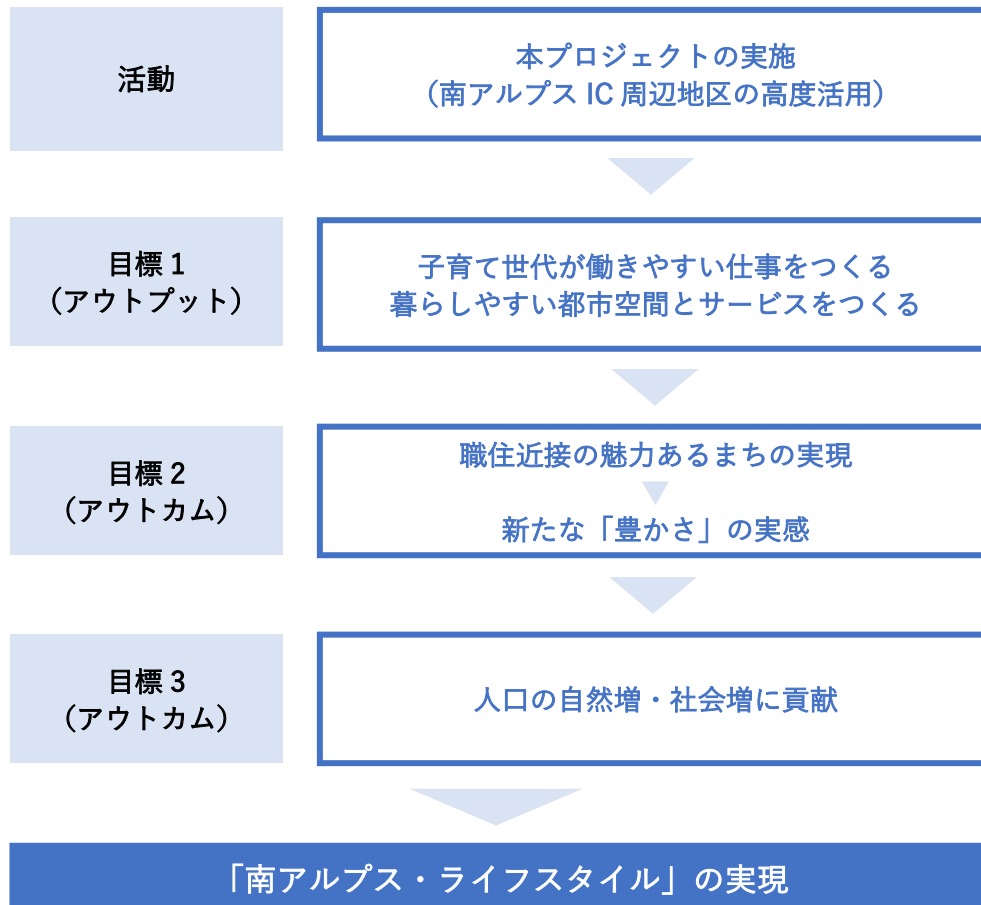 活動
本プロジェクトの実施
（南アルプス IC 周辺地区の高度活用）
目標 1
（アウトプット）
子育て世代が働きやすい仕事をつくる
暮らしやすい都市空間とサービスをつくる
目標 2
（アウトカム）
職住近接の魅力あるまちの実現
新たな「豊かさ」の実感
目標 3
（アウトカム）
人口の自然増・社会増に貢献
「南アルプス・ライフスタイル」の実現